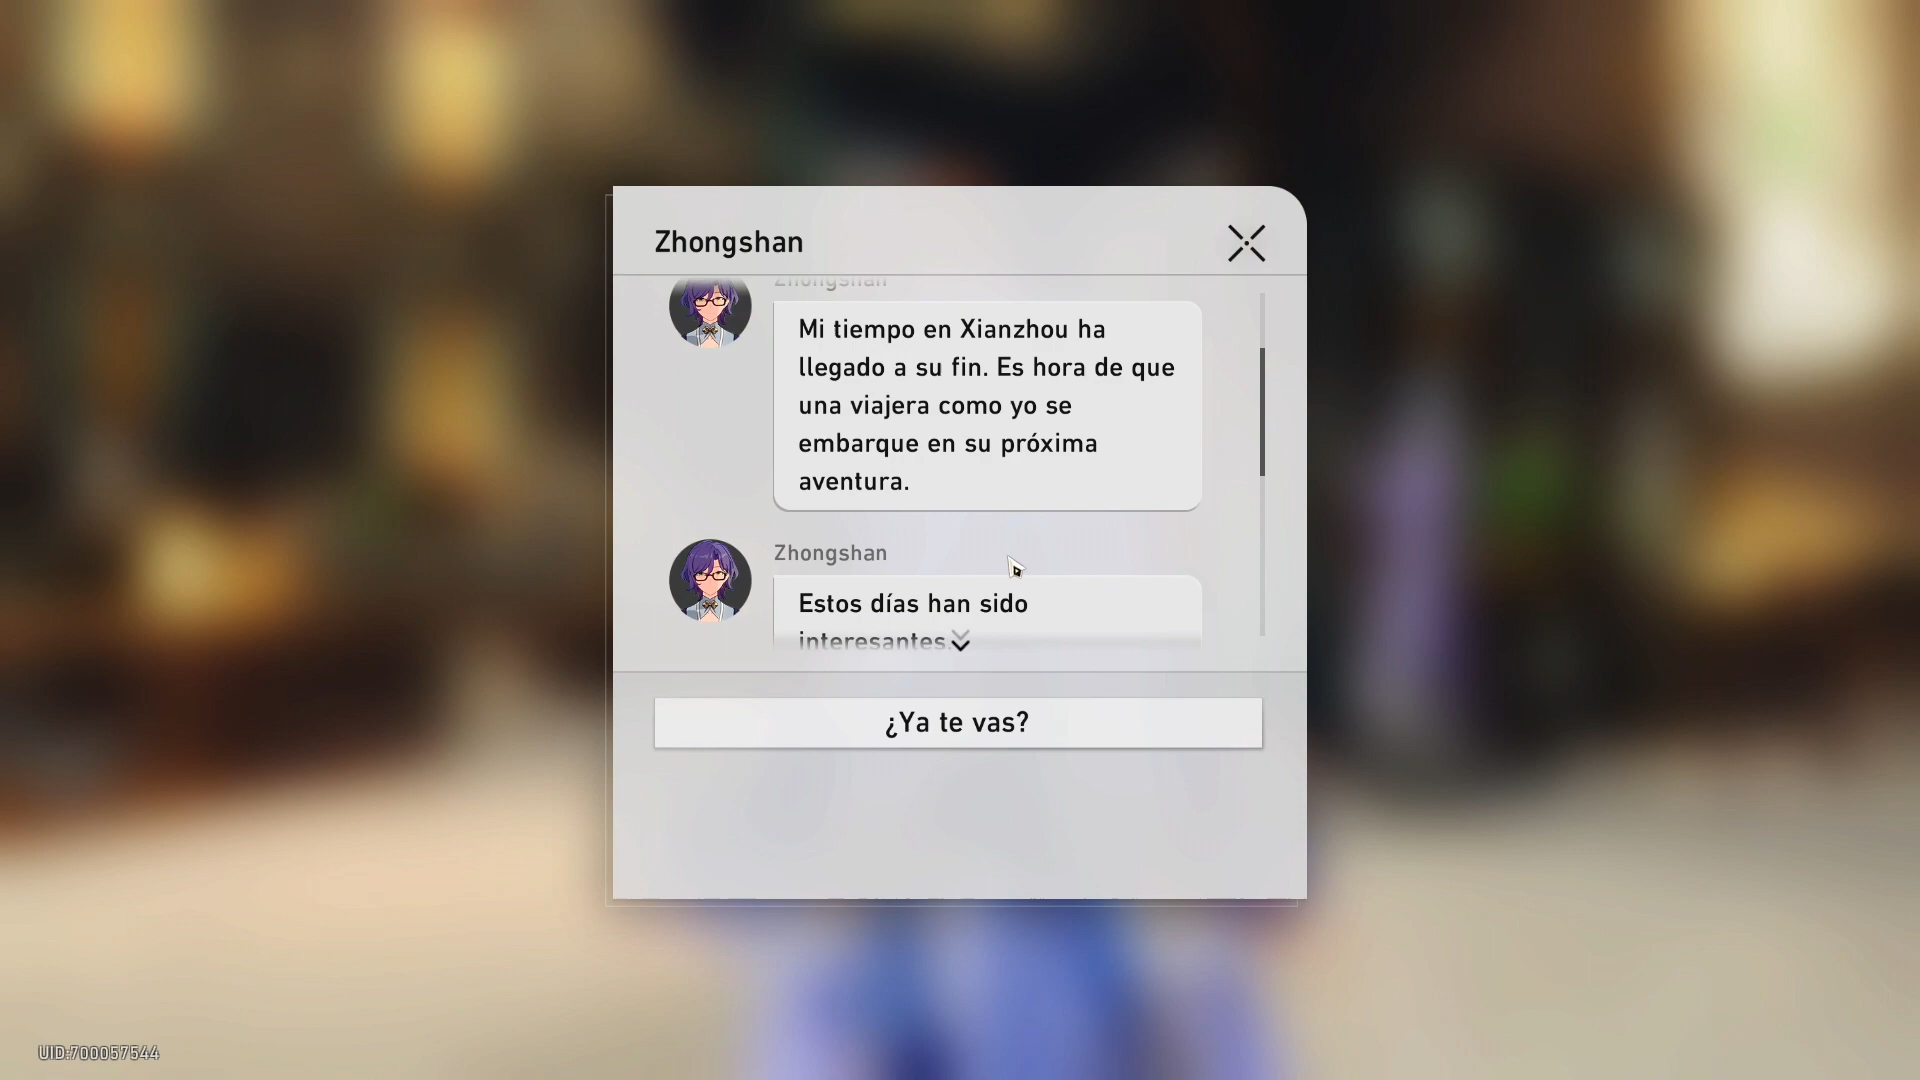 Zhongshan
Zhongshan
Mi tiempo en Xianzhou ha
llegado a su fin. Es hora de que
una viajera como yo se
embarque en su próxima
aventura.
Zhongshan
Estos días han sido
interesantes.
¿Ya te vas?
UID:700057544